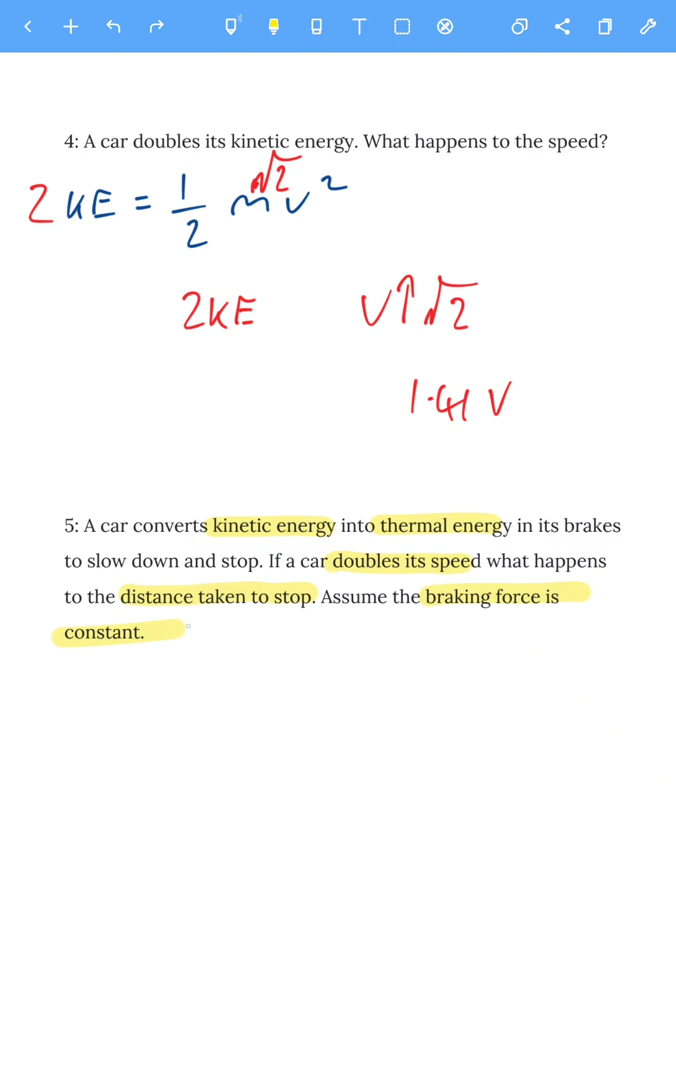 4: A car doubles its kinetic energy. What happens to the speed?
√2
2 KE = 1/2 mv²
2KE V↑√2
1.41 V
5: A car converts kinetic energy into thermal energy in its brakes
to slow down and stop. If a car doubles its speed what happens
to the distance taken to stop. Assume the braking force is
constant.